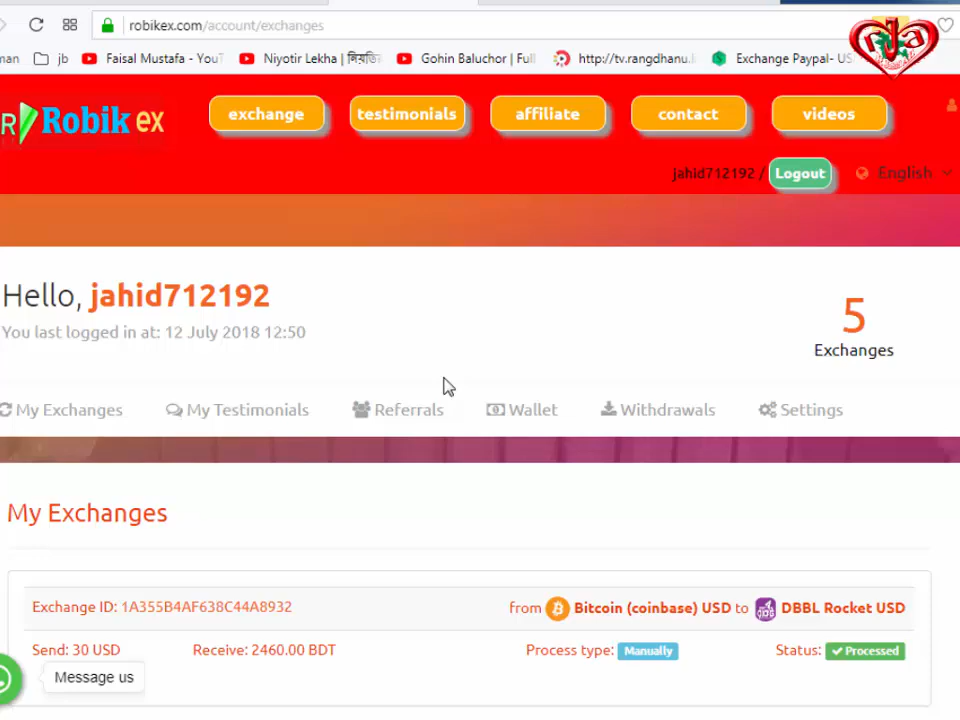 robikex.com/account/exchanges
man jb Faisal Mustafa - YouT Niyotir Lekha | নিয়তি Gohin Baluchor | Full http://tv.rangdhanu.li Exchange Paypal- US
rja
R Robik ex exchange testimonials affiliate contact videos
jahid712192 / Logout English
Hello, jahid712192
You last logged in at: 12 July 2018 12:50
5
Exchanges
My Exchanges My Testimonials Referrals Wallet Withdrawals Settings
My Exchanges
Exchange ID: 1A355B4AF638C44A8932 from Bitcoin (coinbase) USD to DBBL Rocket USD
Send: 30 USD Receive: 2460.00 BDT Process type: Manually Status: Processed
Message us